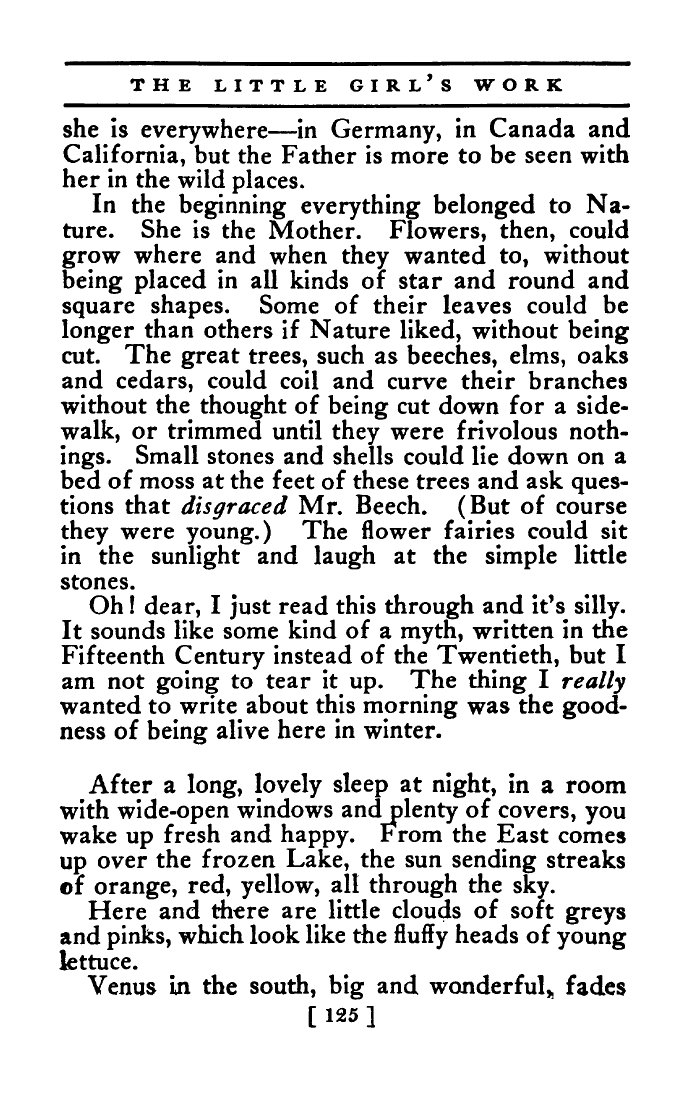 THE LITTLE GIRL'S WORK
she is everywhere—in Germany, in Canada and
California, but the Father is more to be seen with
her in the wild places.
In the beginning everything belonged to Na-
ture. She is the Mother. Flowers, then, could
grow where and when they wanted to, without
being placed in all kinds of star and round and
square shapes. Some of their leaves could be
longer than others if Nature liked, without being
cut. The great trees, such as beeches, elms, oaks
and cedars, could coil and curve their branches
without the thought of being cut down for a side-
walk, or trimmed until they were frivolous noth-
ings. Small stones and shells could lie down on a
bed of moss at the feet of these trees and ask ques-
tions that disgraced Mr. Beech. (But of course
they were young.) The flower fairies could sit
in the sunlight and laugh at the simple little
stones.
Oh! dear, I just read this through and it's silly.
It sounds like some kind of a myth, written in the
Fifteenth Century instead of the Twentieth, but I
am not going to tear it up. The thing I really
wanted to write about this morning was the good-
ness of being alive here in winter.
After a long, lovely sleep at night, in a room
with wide-open windows and plenty of covers, you
wake up fresh and happy. From the East comes
up over the frozen Lake, the sun sending streaks
of orange, red, yellow, all through the sky.
Here and there are little clouds of soft greys
and pinks, which look like the fluffy heads of young
lettuce.
Venus in the south, big and wonderful, fades
[ 125 ]